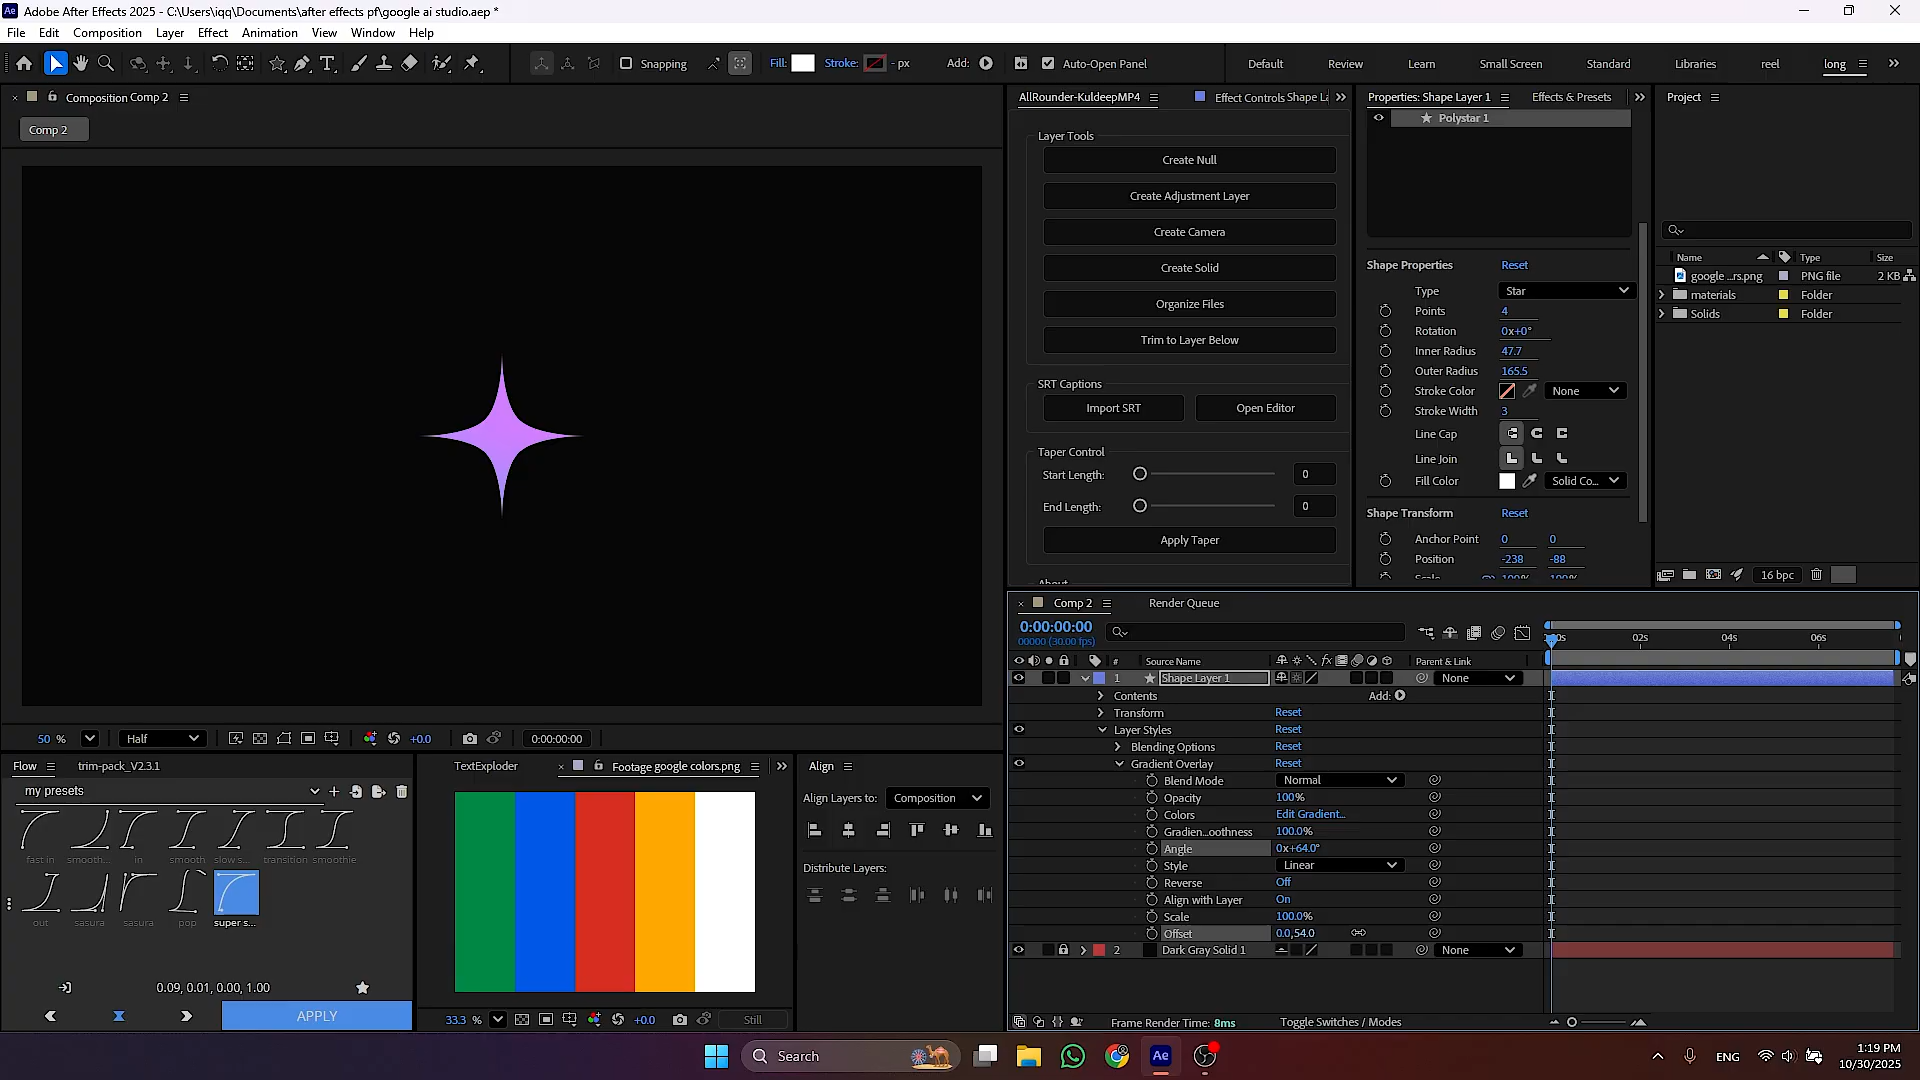 Adobe After Effects 2025 - C:\Users\iqq\Documents\after effects pf\google ai studio.aep *
File Edit Composition Layer Effect Animation View Window Help
Snapping
Fill: Stroke: - px Add:
Auto-Open Panel
Default Review Learn Small Screen Standard Libraries reel long
Composition Comp 2
Comp 2
50 % Half +0.0 0:00:00:00
AllRounder-KuldeepMP4
Effect Controls Shape La
Layer Tools
Create Null
Create Adjustment Layer
Create Camera
Create Solid
Organize Files
Trim to Layer Below
SRT Captions
Import SRT Open Editor
Taper Control
Start Length: 0
End Length: 0
Apply Taper
About
Properties: Shape Layer 1 Effects & Presets
Polystar 1
Shape Properties Reset
Type Star
Points 4
Rotation 0x+0°
Inner Radius 47.7
Outer Radius 165.5
Stroke Color None
Stroke Width 3
Line Cap
Line Join
Fill Color Solid Co...
Shape Transform Reset
Anchor Point 0 0
Position -238 -88
Scale 100% 100%
Project
Name Type Size
google ...rs.png PNG file 2 KB
materials Folder
Solids Folder
16 bpc
Flow trim-pack_V2.3.1
my presets
fast in smooth... in smooth slow s... transition smoothie
out sasura sasura pop super s...
0.09, 0.01, 0.00, 1.00
APPLY
TextExploder Footage google colors.png
33.3 % +0.0 Still
Align
Align Layers to: Composition
Distribute Layers:
Comp 2 Render Queue
0:00:00:00
00000 (30.00 fps)
02s 04s 06s
# Source Name Parent & Link
1 Shape Layer 1 None
Contents Add:
Transform Reset
Layer Styles Reset
Blending Options Reset
Gradient Overlay Reset
Blend Mode Normal
Opacity 100%
Colors Edit Gradient...
Gradien...oothness 100.0%
Angle 0x+64.0°
Style Linear
Reverse Off
Align with Layer On
Scale 100.0%
Offset 0.0,54.0
2 Dark Gray Solid 1 None
Frame Render Time: 8ms Toggle Switches / Modes
Search
ENG
1:19 PM
10/30/2025